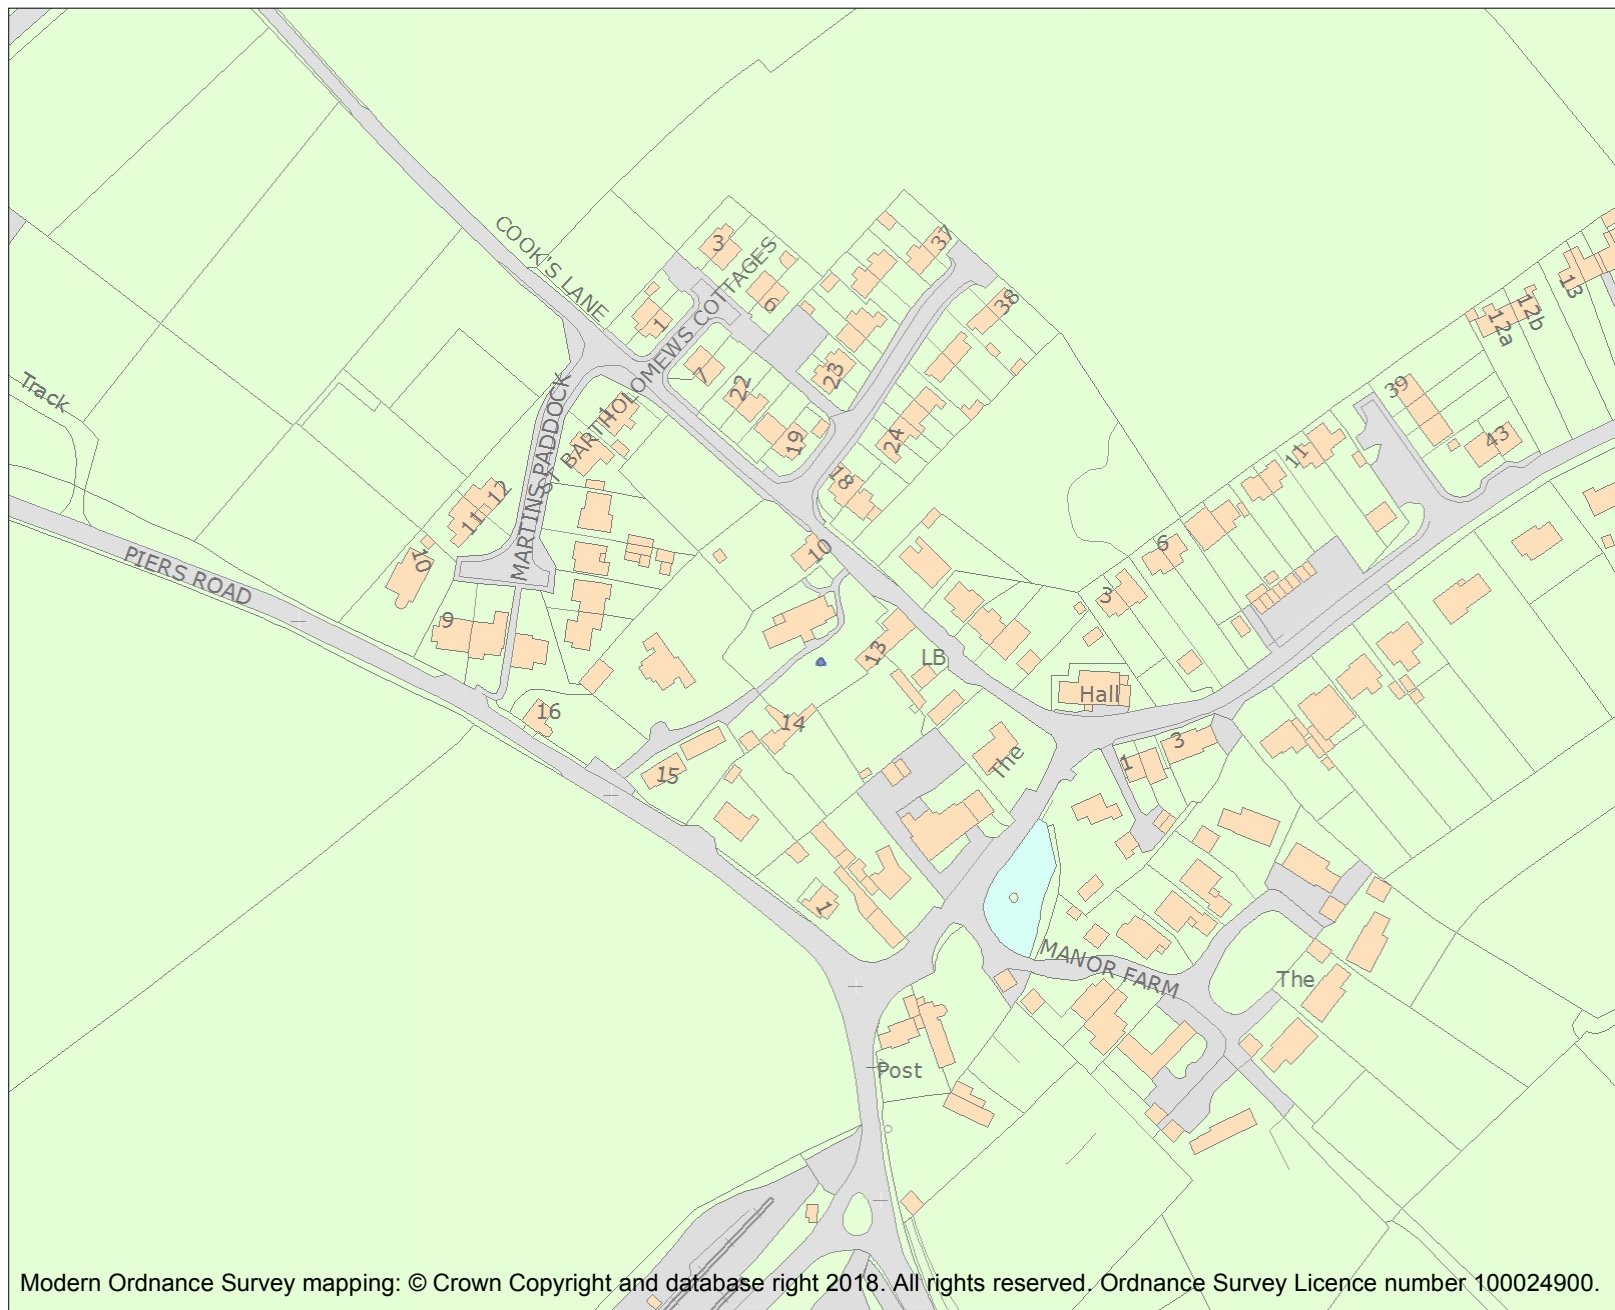 COOK'S LANE
3
ST BARTHOLOMEWS COTTAGES
37
6
1
38
13
12b
12a
7
22
23
39
Track
MARTINS PADDOCK
1
19
24
43
11
18
12
11
10
6
PIERS ROAD
10
3
9
13
LB
Hall
16
14
3
The
1
15
1
MANOR FARM
The
Post
Modern Ordnance Survey mapping: © Crown Copyright and database right 2018. All rights reserved. Ordnance Survey Licence number 100024900.